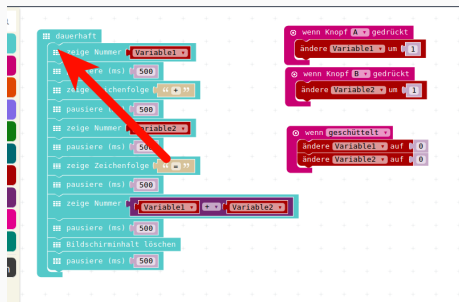 dauerhaft
zeige Nummer Variable1
pausiere (ms) 500
zeige Zeichenfolge " + "
pausiere (ms) 500
zeige Nummer Variable2
pausiere (ms) 500
zeige Zeichenfolge " = "
pausiere (ms) 500
zeige Nummer Variable1 + Variable2
pausiere (ms) 500
Bildschirminhalt löschen
pausiere (ms) 500
wenn Knopf A gedrückt
ändere Variable1 um 1
wenn Knopf B gedrückt
ändere Variable2 um 1
wenn geschüttelt
ändere Variable1 auf 0
ändere Variable2 auf 0